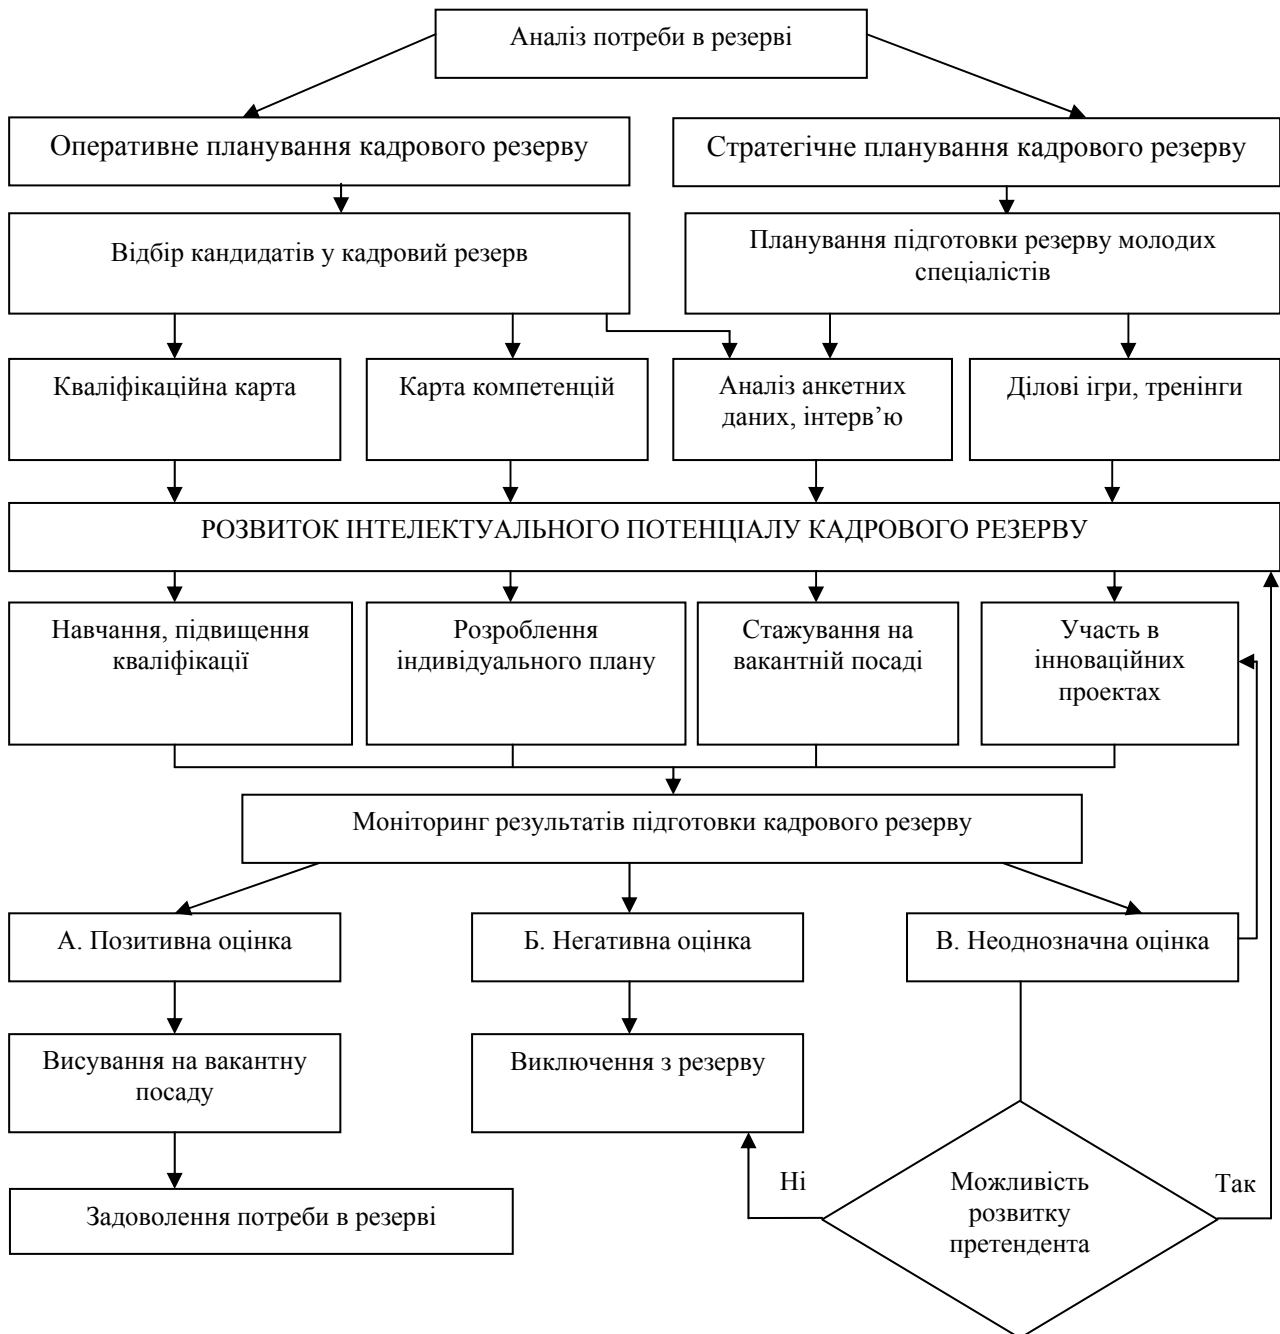 Аналіз потреби в резерві
Оперативне планування кадрового резерву
Стратегічне планування кадрового резерву
Відбір кандидатів у кадровий резерв
Планування підготовки резерву молодих
спеціалістів
Кваліфікаційна карта
Карта компетенцій
Аналіз анкетних
даних, інтерв’ю
Ділові ігри, тренінги
РОЗВИТОК ІНТЕЛЕКТУАЛЬНОГО ПОТЕНЦІАЛУ КАДРОВОГО РЕЗЕРВУ
Навчання, підвищення
кваліфікації
Розроблення
індивідуального плану
Стажування на
вакантній посаді
Участь в
інноваційних
проектах
Моніторинг результатів підготовки кадрового резерву
А. Позитивна оцінка
Б. Негативна оцінка
В. Неоднозначна оцінка
Висування на вакантну
посаду
Виключення з резерву
Задоволення потреби в резерві
Ні
Можливість
розвитку
претендента
Так